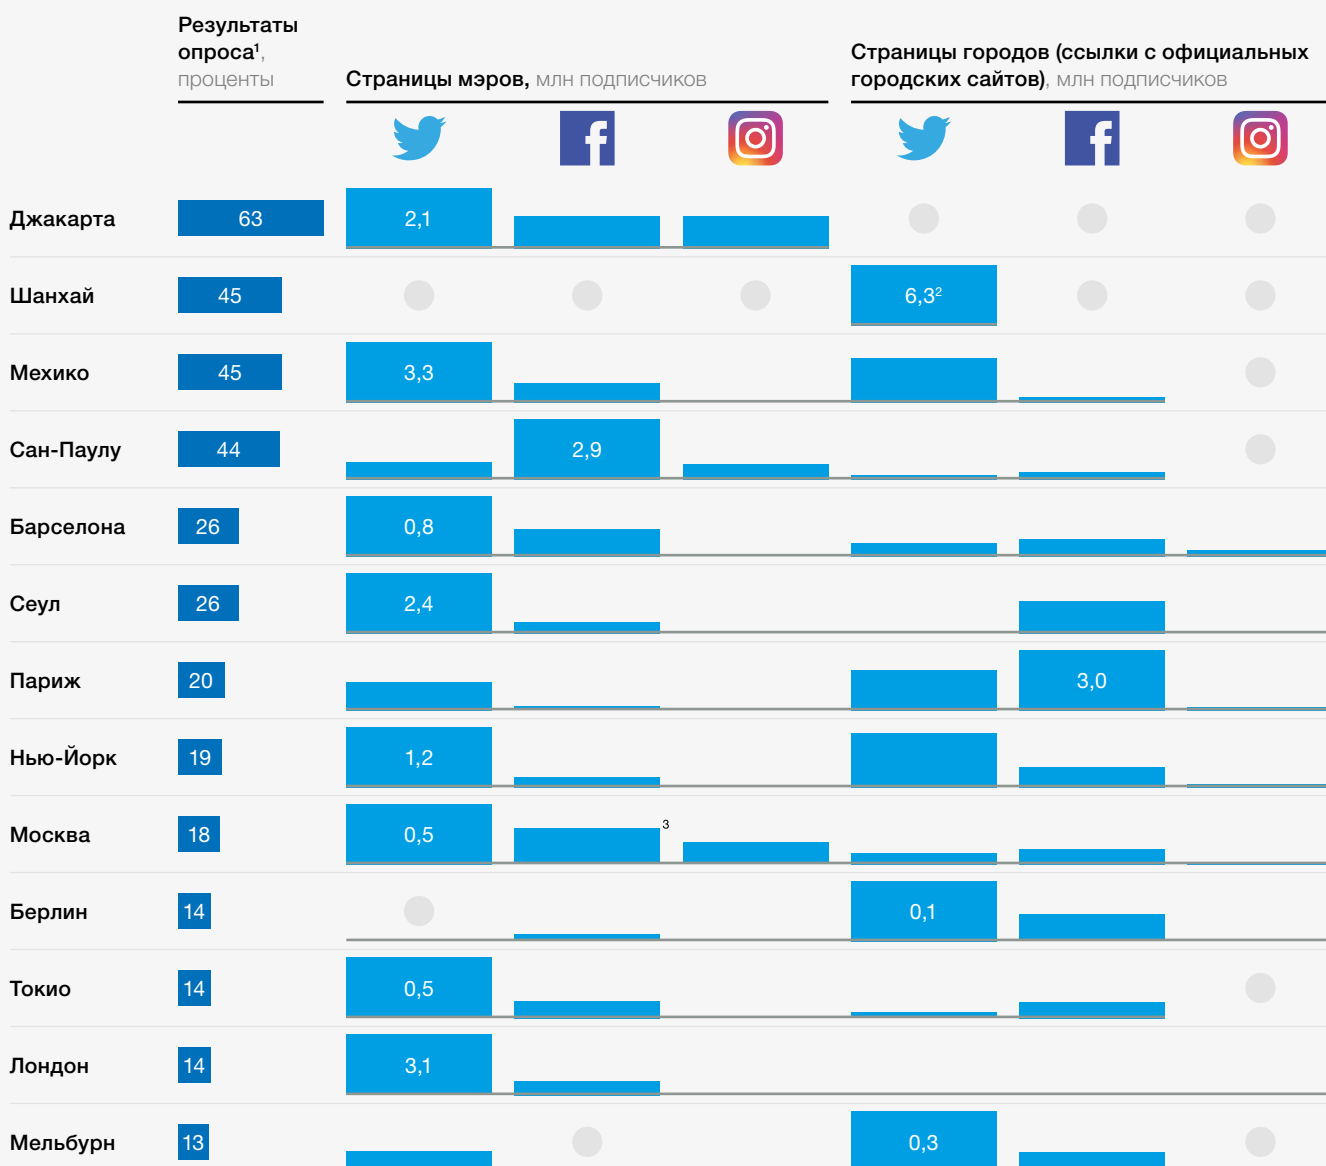 Результаты
опроса¹,
проценты
Страницы мэров, млн подписчиков
Страницы городов (ссылки с официальных
городских сайтов), млн подписчиков
Джакарта 63 2,1
Шанхай 45 6,3²
Мехико 45 3,3
Сан-Паулу 44 2,9
Барселона 26 0,8
Сеул 26 2,4
Париж 20 3,0
Нью-Йорк 19 1,2
Москва 18 0,5 3
Берлин 14 0,1
Токио 14 0,5
Лондон 14 3,1
Мельбурн 13 0,3